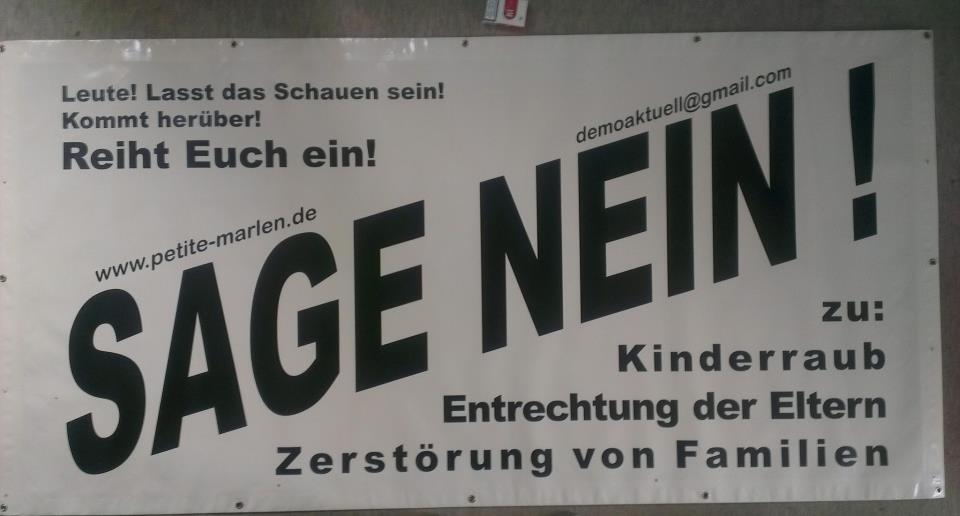 Leute! Lasst das Schauen sein!
Kommt herüber!
Reiht Euch ein!
demoaktuell@gmail.com
www.petite-marlen.de
SAGE NEIN !
zu:
Kinderraub
Entrechtung der Eltern
Zerstörung von Familien